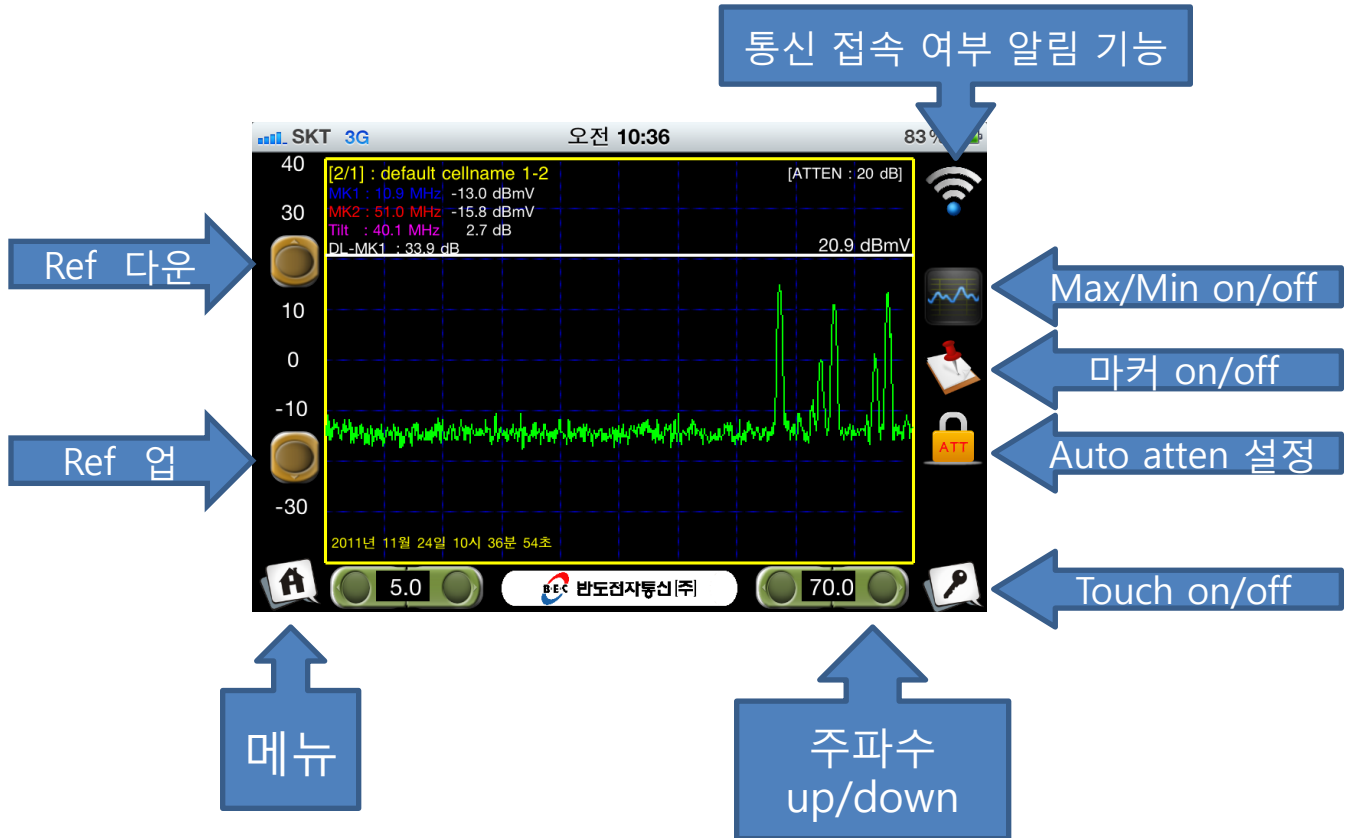 통신 접속 여부 알림 기능
SKT 3G 오전 10:36 83%
40
30
10
0
-10
-30
[2/1] : default cellname 1-2 [ATTEN : 20 dB]
MK1 : 10.9 MHz -13.0 dBmV
MK2 : 51.0 MHz -15.8 dBmV
Tilt : 40.1 MHz 2.7 dB
DL-MK1 : 33.9 dB 20.9 dBmV
Ref 다운
Ref 업
Max/Min on/off
마커 on/off
ATT
Auto atten 설정
2011년 11월 24일 10시 36분 54초
5.0
B·E·C 반도전자통신[주]
70.0
Touch on/off
메뉴
주파수
up/down